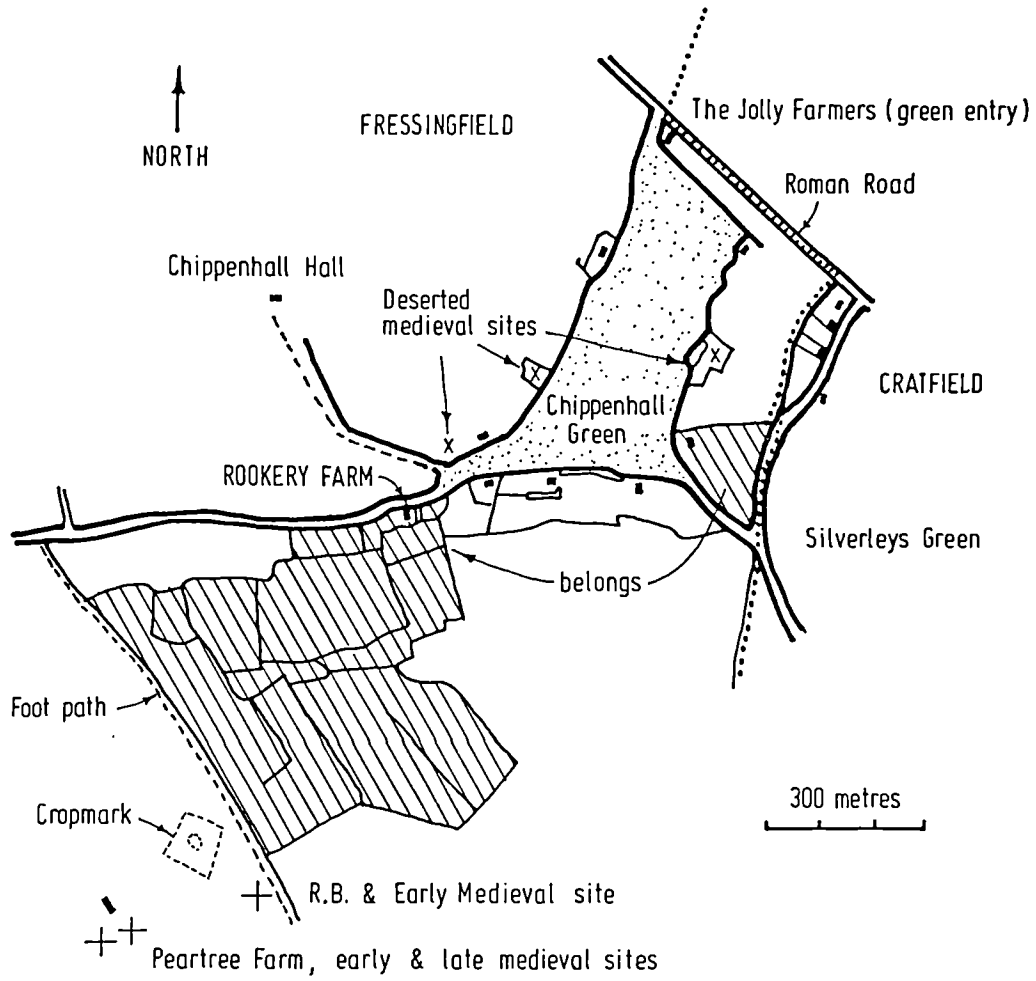 The Jolly Farmers (green entry)
FRESSINGFIELD
NORTH
Roman Road
Chippenhall Hall
Deserted
medieval sites
CRATFIELD
Chippenhall
Green
ROOKERY FARM
Silverleys Green
belongs
Foot path
300 metres
Cropmark
R.B. & Early Medieval site
Peartree Farm, early & late medieval sites